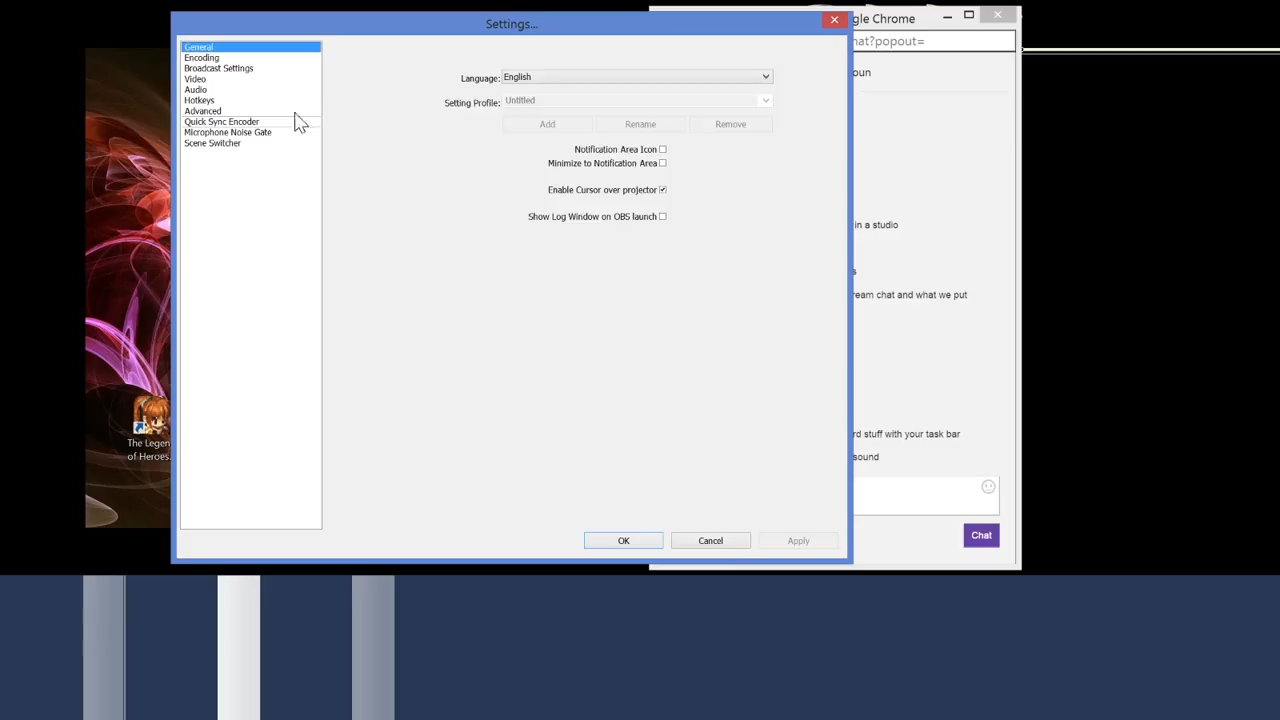 Settings...
General
Encoding
Broadcast Settings
Video
Audio
Hotkeys
Advanced
Quick Sync Encoder
Microphone Noise Gate
Scene Switcher
Language: English
Setting Profile: Untitled
Add Rename Remove
Notification Area Icon
Minimize to Notification Area
Enable Cursor over projector
Show Log Window on OBS launch
OK Cancel Apply
gle Chrome
hat?popout=
oun
in a studio
s
ream chat and what we put
rd stuff with your task bar
sound
Chat
The Legen
of Heroes.